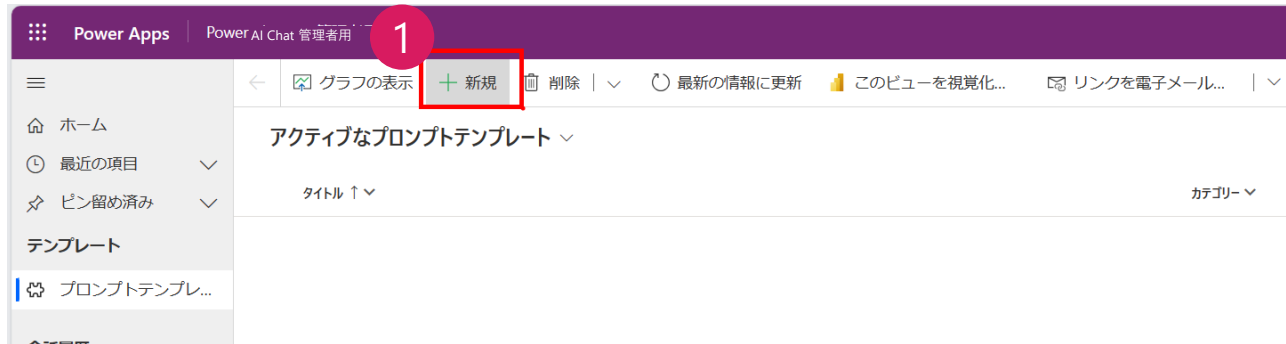 Power Apps Power AI Chat 管理者用
1
グラフの表示 新規 削除 最新の情報に更新 このビューを視覚化... リンクを電子メール...
ホーム
最近の項目
ピン留め済み
テンプレート
プロンプトテンプレ...
アクティブなプロンプトテンプレート
タイトル ↑ カテゴリー